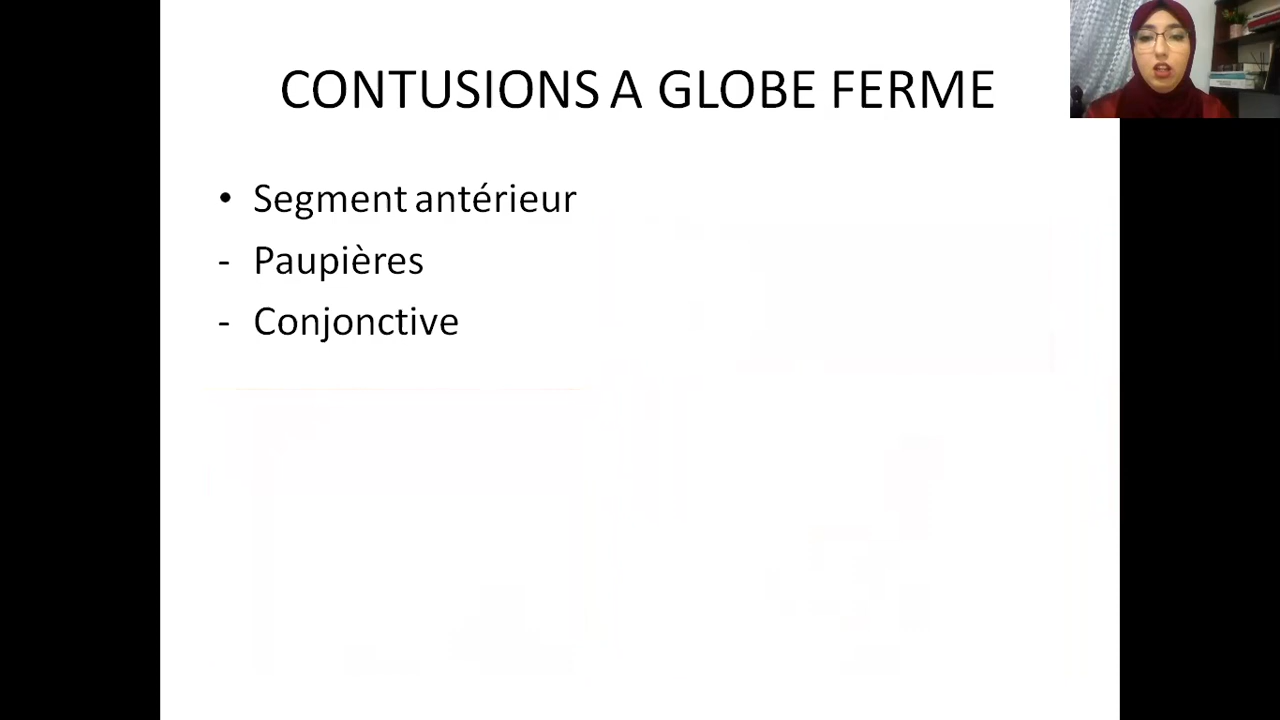 CONTUSIONS A GLOBE FERME
• Segment antérieur
- Paupières
- Conjonctive